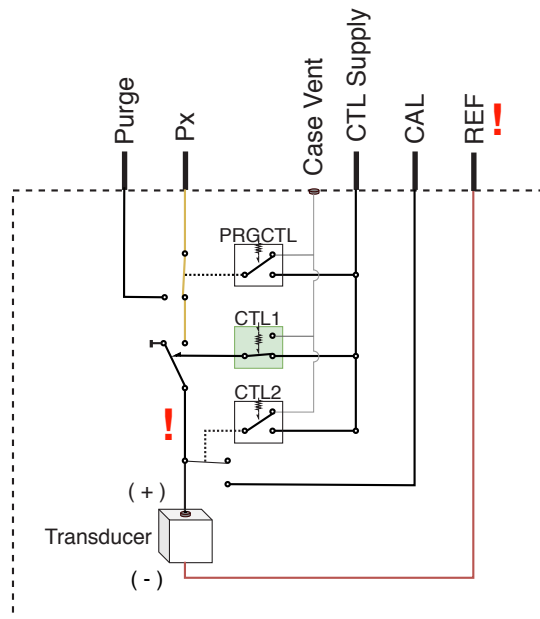 Purge
Px
Case Vent
CTL Supply
CAL
REF
!
PRGCTL
CTL1
CTL2
!
( + )
Transducer
( - )